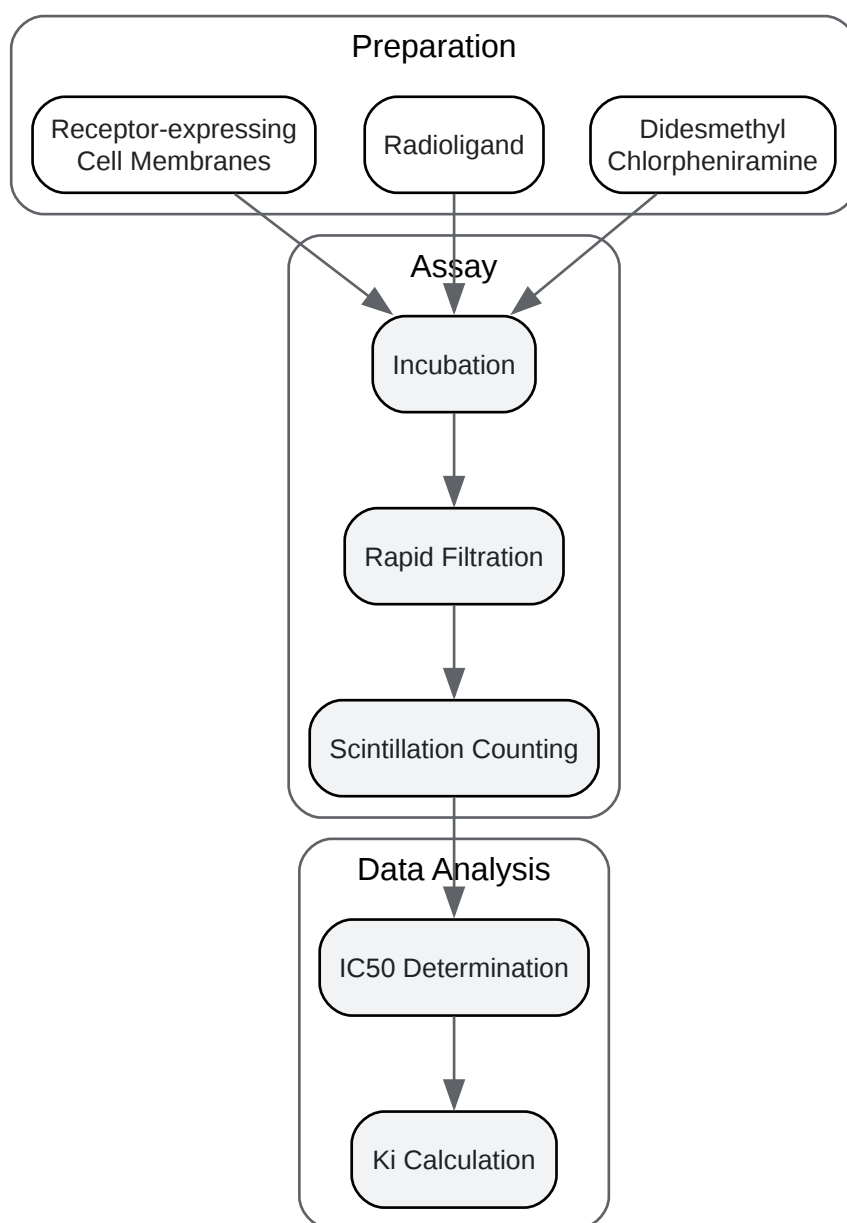 Preparation
Receptor-expressing
Cell Membranes
Radioligand
Didesmethyl
Chlorpheniramine
Assay
Incubation
Rapid Filtration
Scintillation Counting
Data Analysis
IC50 Determination
Ki Calculation